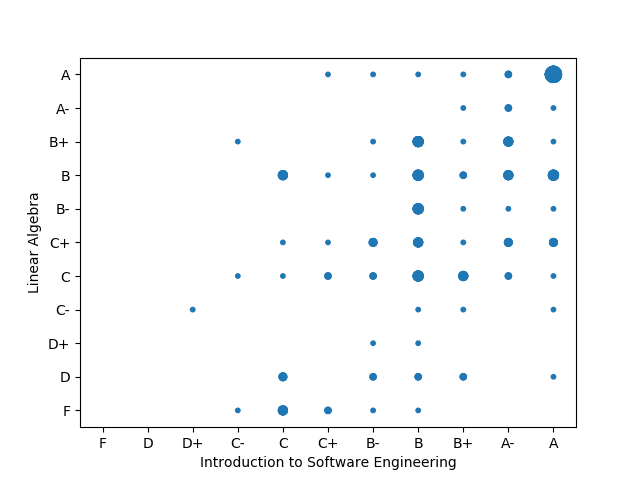 A
A-
B+
B
B-
C+
C
C-
D+
D
F
Linear Algebra
F D D+ C- C C+ B- B B+ A- A
Introduction to Software Engineering